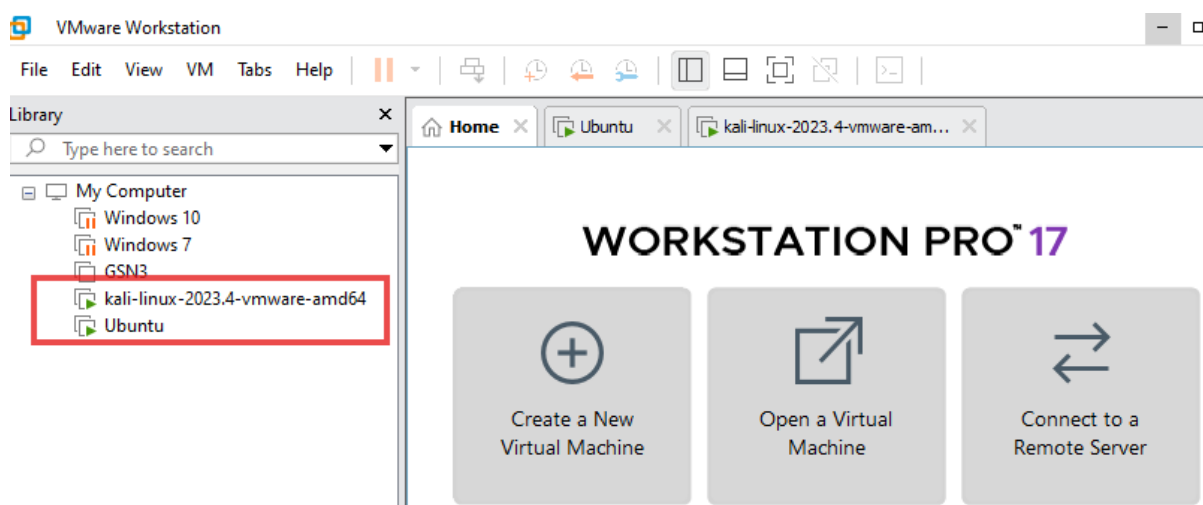 VMware Workstation
File Edit View VM Tabs Help
Library
Type here to search
My Computer
Windows 10
Windows 7
GSN3
kali-linux-2023.4-vmware-amd64
Ubuntu
Home Ubuntu kali-linux-2023.4-vmware-am...
WORKSTATION PRO™ 17
Create a New
Virtual Machine
Open a Virtual
Machine
Connect to a
Remote Server